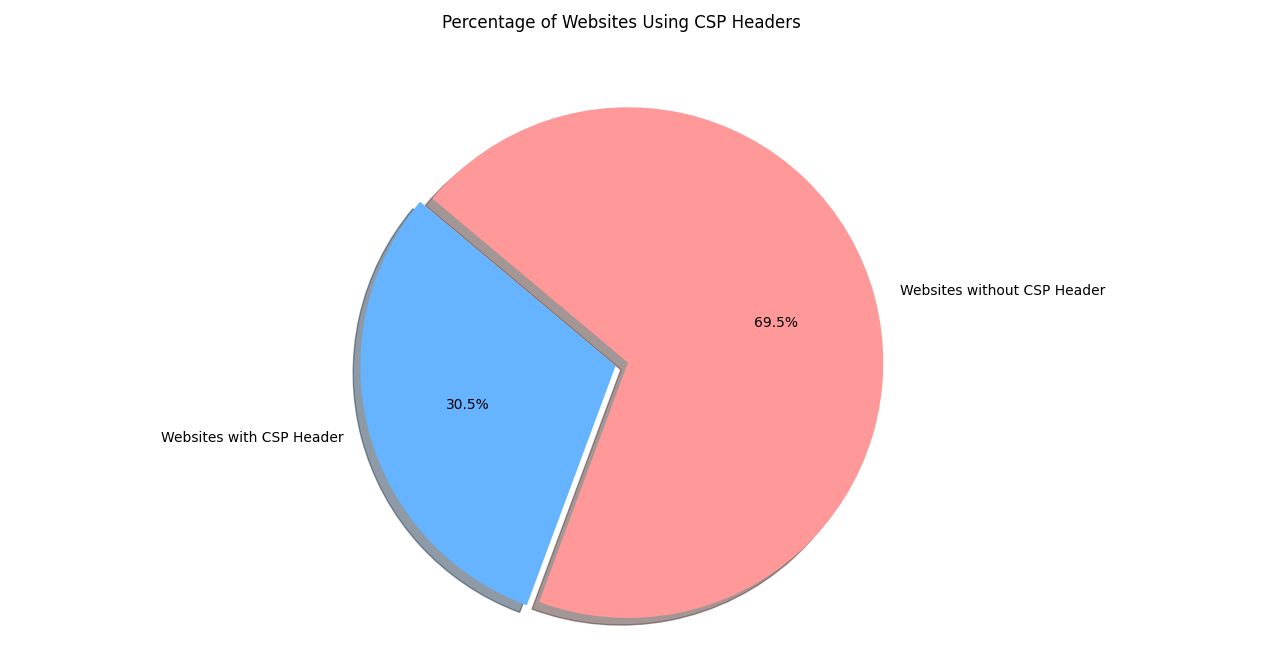 Percentage of Websites Using CSP Headers
Websites without CSP Header
69.5%
30.5%
Websites with CSP Header